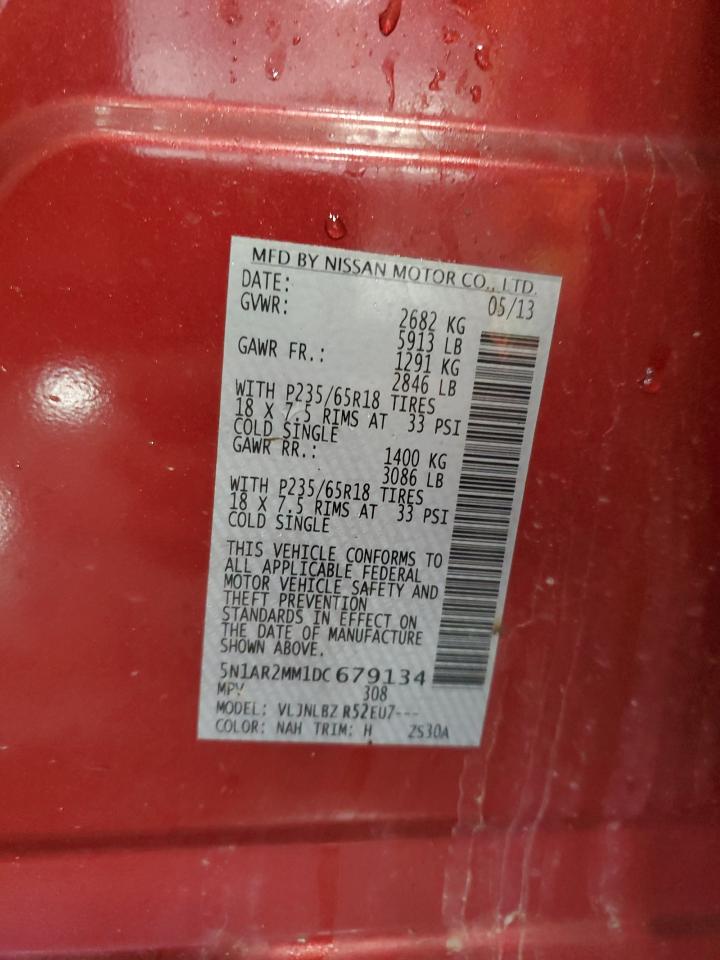 MFD BY NISSAN MOTOR CO., LTD.
DATE: 05/13
GVWR: 2682 KG
5913 LB
GAWR FR.: 1291 KG
2846 LB
WITH P235/65R18 TIRES
18 X 7.5 RIMS AT 33 PSI
COLD SINGLE
GAWR RR.: 1400 KG
3086 LB
WITH P235/65R18 TIRES
18 X 7.5 RIMS AT 33 PSI
COLD SINGLE
THIS VEHICLE CONFORMS TO
ALL APPLICABLE FEDERAL
MOTOR VEHICLE SAFETY AND
THEFT PREVENTION
STANDARDS IN EFFECT ON
THE DATE OF MANUFACTURE
SHOWN ABOVE.
5N1AR2MM1DC679134
MPV 308
MODEL: VLJNLBZ R52EU7---
COLOR: NAH TRIM: H ZS30A